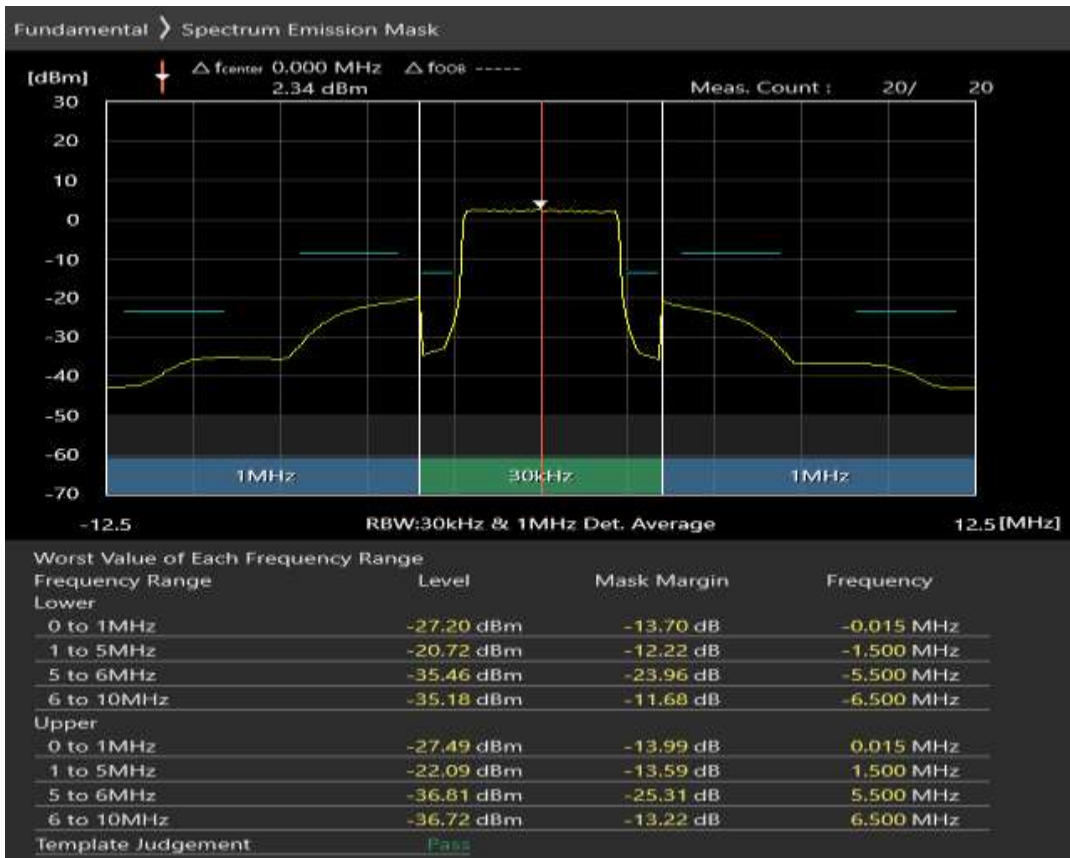 Fundamental ❯ Spectrum Emission Mask
△ fcenter 0.000 MHz △ fOOB -----
[dBm] 2.34 dBm Meas. Count : 20/ 20
30
20
10
0
-10
-20
-30
-40
-50
-60
1MHz 30kHz 1MHz
-70
-12.5 RBW:30kHz & 1MHz Det. Average 12.5 [MHz]
Worst Value of Each Frequency Range
Frequency Range Level Mask Margin Frequency
Lower
0 to 1MHz -27.20 dBm -13.70 dB -0.015 MHz
1 to 5MHz -20.72 dBm -12.22 dB -1.500 MHz
5 to 6MHz -35.46 dBm -23.96 dB -5.500 MHz
6 to 10MHz -35.18 dBm -11.68 dB -6.500 MHz
Upper
0 to 1MHz -27.49 dBm -13.99 dB 0.015 MHz
1 to 5MHz -22.09 dBm -13.59 dB 1.500 MHz
5 to 6MHz -36.81 dBm -25.31 dB 5.500 MHz
6 to 10MHz -36.72 dBm -13.22 dB 6.500 MHz
Template Judgement Pass